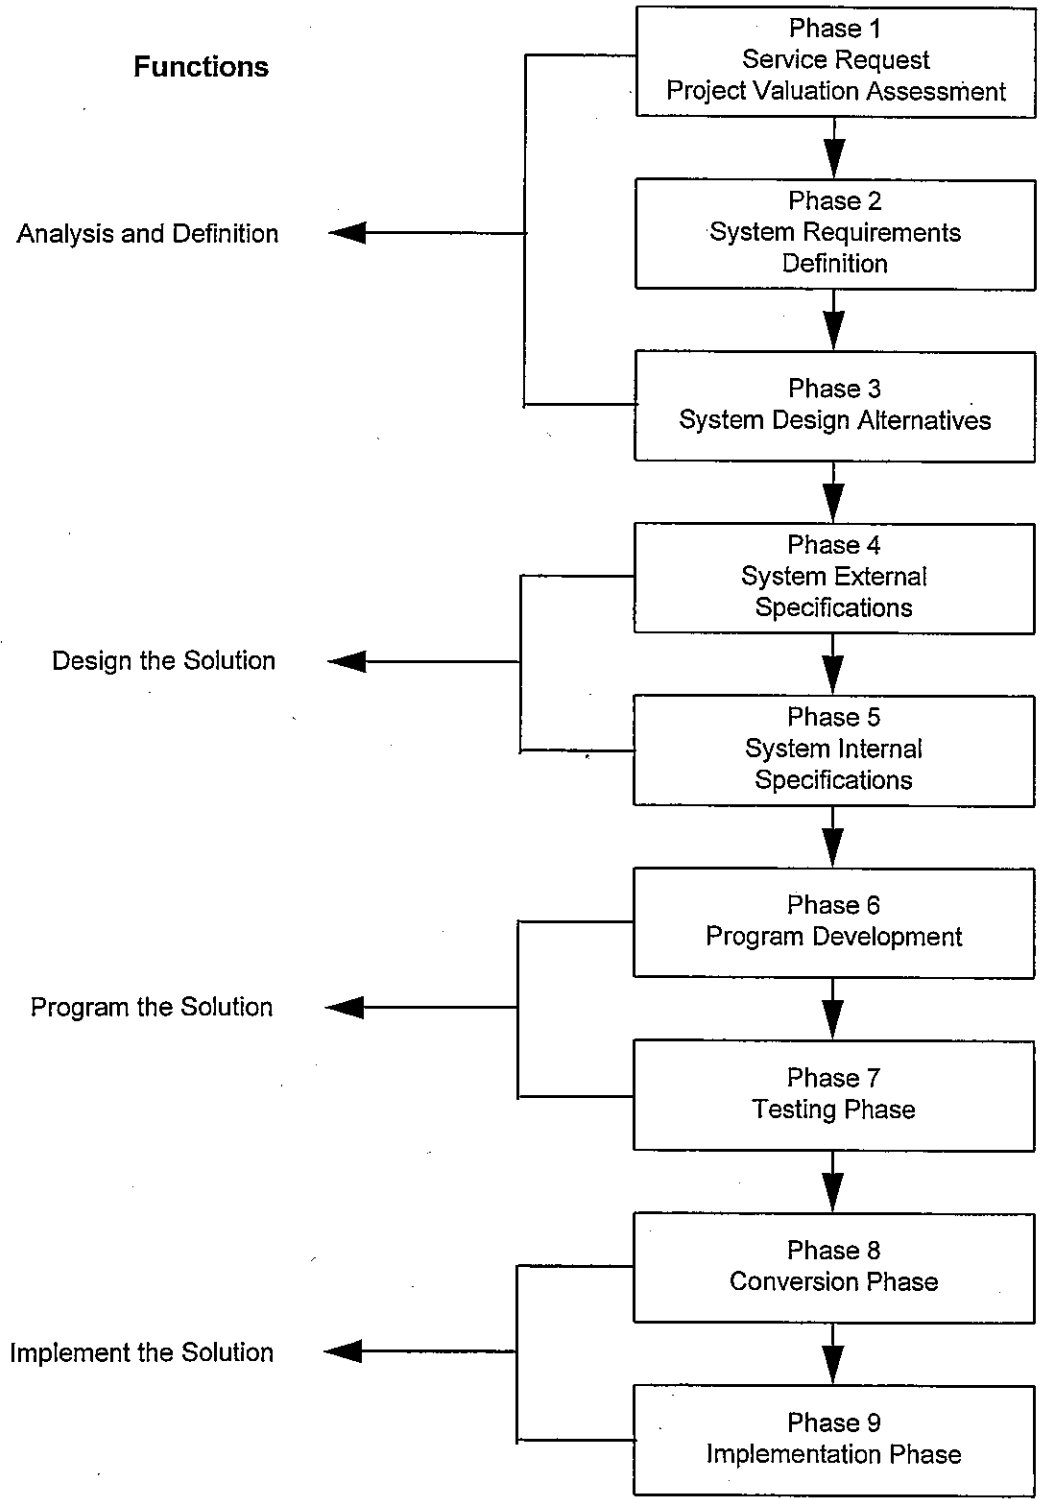 Functions
Phase 1
Service Request
Project Valuation Assessment
Analysis and Definition
Phase 2
System Requirements
Definition
Phase 3
System Design Alternatives
Phase 4
System External
Specifications
Design the Solution
Phase 5
System Internal
Specifications
Phase 6
Program Development
Program the Solution
Phase 7
Testing Phase
Phase 8
Conversion Phase
Implement the Solution
Phase 9
Implementation Phase